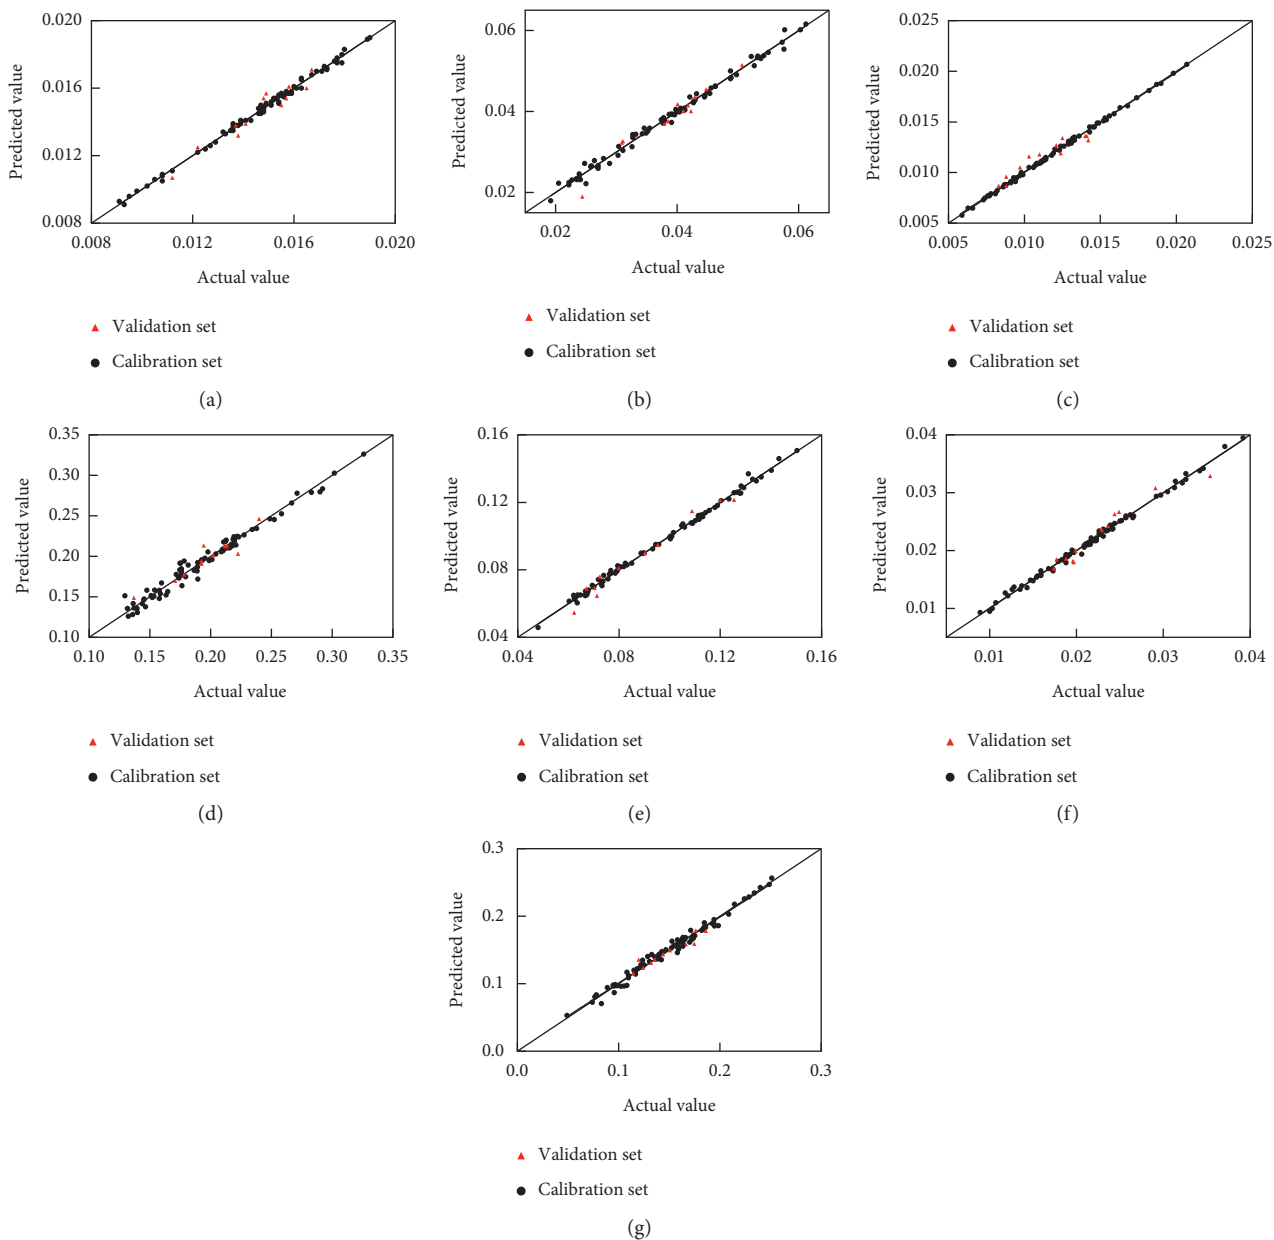 0.020
0.016
0.012
0.008
Predicted value
0.008 0.012 0.016 0.020
Actual value
Validation set
Calibration set
(a)
0.06
0.04
0.02
Predicted value
0.02 0.04 0.06
Actual value
Validation set
Calibration set
(b)
0.025
0.020
0.015
0.010
0.005
Predicted value
0.005 0.010 0.015 0.020 0.025
Actual value
Validation set
Calibration set
(c)
0.35
0.30
0.25
0.20
0.15
0.10
Predicted value
0.10 0.15 0.20 0.25 0.30 0.35
Actual value
Validation set
Calibration set
(d)
0.16
0.12
0.08
0.04
Predicted value
0.04 0.08 0.12 0.16
Actual value
Validation set
Calibration set
(e)
0.04
0.03
0.02
0.01
Predicted value
0.01 0.02 0.03 0.04
Actual value
Validation set
Calibration set
(f)
0.3
0.2
0.1
0.0
Predicted value
0.0 0.1 0.2 0.3
Actual value
Validation set
Calibration set
(g)